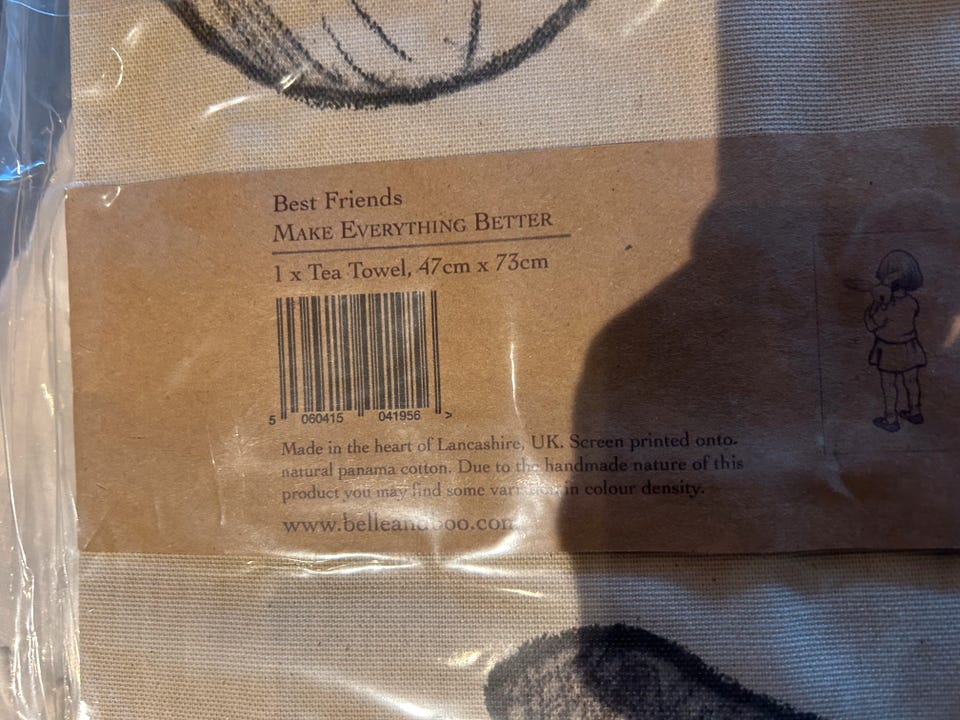 Best Friends
MAKE EVERYTHING BETTER
1 x Tea Towel, 47cm x 73cm
5 060415 041956 >
Made in the heart of Lancashire, UK. Screen printed onto
natural panama cotton. Due to the handmade nature of this
product you may find some variation in colour density.
www.belleandboo.com